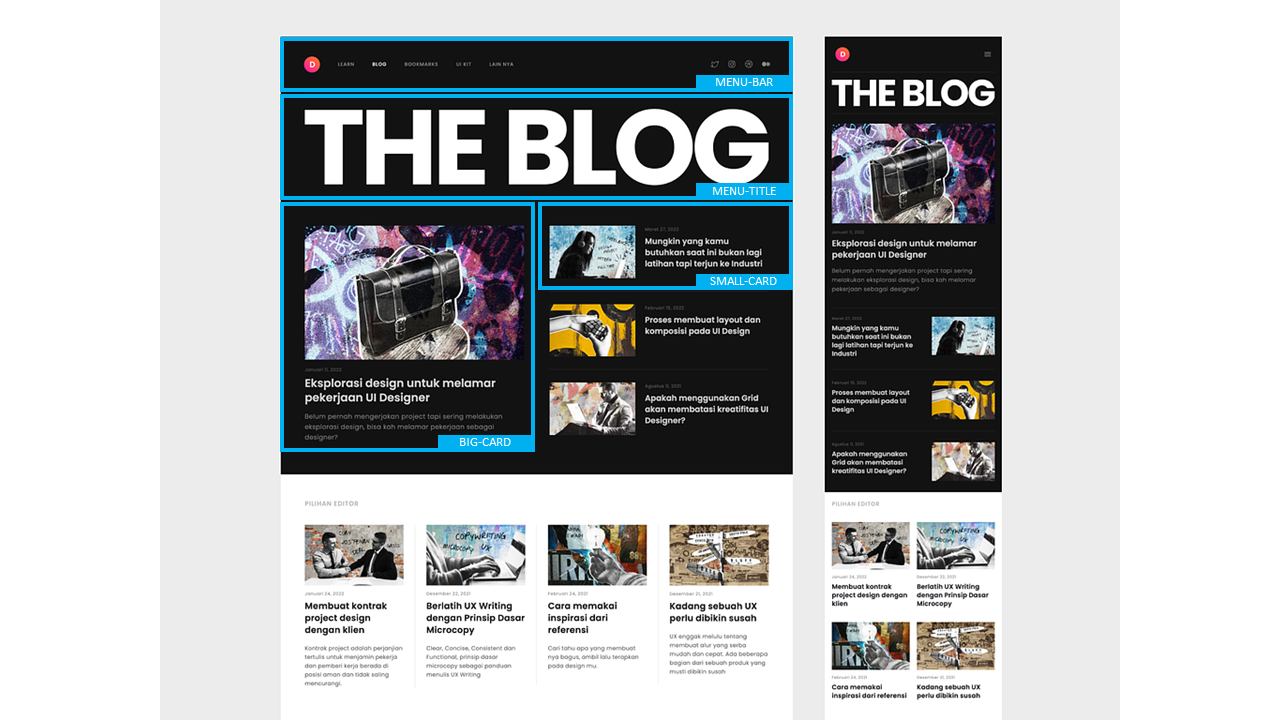 D LEARN BLOG BOOKMARKS UI KIT LAIN NYA
MENU-BAR
THE BLOG
MENU-TITLE
Januari 11, 2022
Eksplorasi design untuk melamar
pekerjaan UI Designer
Belum pernah mengerjakan project tapi sering melakukan
eksplorasi design, bisa kah melamar pekerjaan sebagai
designer?
BIG-CARD
Maret 27, 2022
Mungkin yang kamu
butuhkan saat ini bukan lagi
latihan tapi terjun ke Industri
SMALL-CARD
Februari 15, 2022
Proses membuat layout dan
komposisi pada UI Design
Agustus 11, 2021
Apakah menggunakan Grid
akan membatasi kreatifitas UI
Designer?
PILIHAN EDITOR
Januari 24, 2022
Membuat kontrak
project design
dengan klien
Kontrak project adalah perjanjian
tertulis untuk menjamin pekerja
dan pemberi kerja berada di
posisi aman dan tidak saling
mencurangi.
COPYWRITING
MICROCOPY UX
Desember 22, 2021
Berlatih UX Writing
dengan Prinsip Dasar
Microcopy
Clear, Concise, Consistent dan
Functional, prinsip dasar
microcopy sebagai panduan
menulis UX Writing
Februari 24, 2021
Cara memakai
inspirasi dari
referensi
Cari tahu apa yang membuat
nya bagus, ambil lalu terapkan
pada design mu.
Desember 21, 2021
Kadang sebuah UX
perlu dibikin susah
UX enggak melulu tentang
membuat alur yang serba
mudah dan cepat. Ada beberapa
bagian dari sebuah produk yang
musti dibikin susah
D
THE BLOG
Januari 11, 2022
Eksplorasi design untuk melamar
pekerjaan UI Designer
Belum pernah mengerjakan project tapi sering
melakukan eksplorasi design, bisa kah melamar
pekerjaan sebagai designer?
Maret 27, 2022
Mungkin yang kamu
butuhkan saat ini bukan
lagi latihan tapi terjun ke
Industri
Februari 15, 2022
Proses membuat layout
dan komposisi pada UI
Design
Agustus 11, 2021
Apakah menggunakan
Grid akan membatasi
kreatifitas UI Designer?
PILIHAN EDITOR
Januari 24, 2022
Membuat kontrak
project design dengan
klien
COPYWRITING
MICROCOPY UX
Desember 22, 2021
Berlatih UX Writing
dengan Prinsip Dasar
Microcopy
Februari 24, 2021
Cara memakai
inspirasi dari referensi
Desember 21, 2021
Kadang sebuah UX
perlu dibikin susah